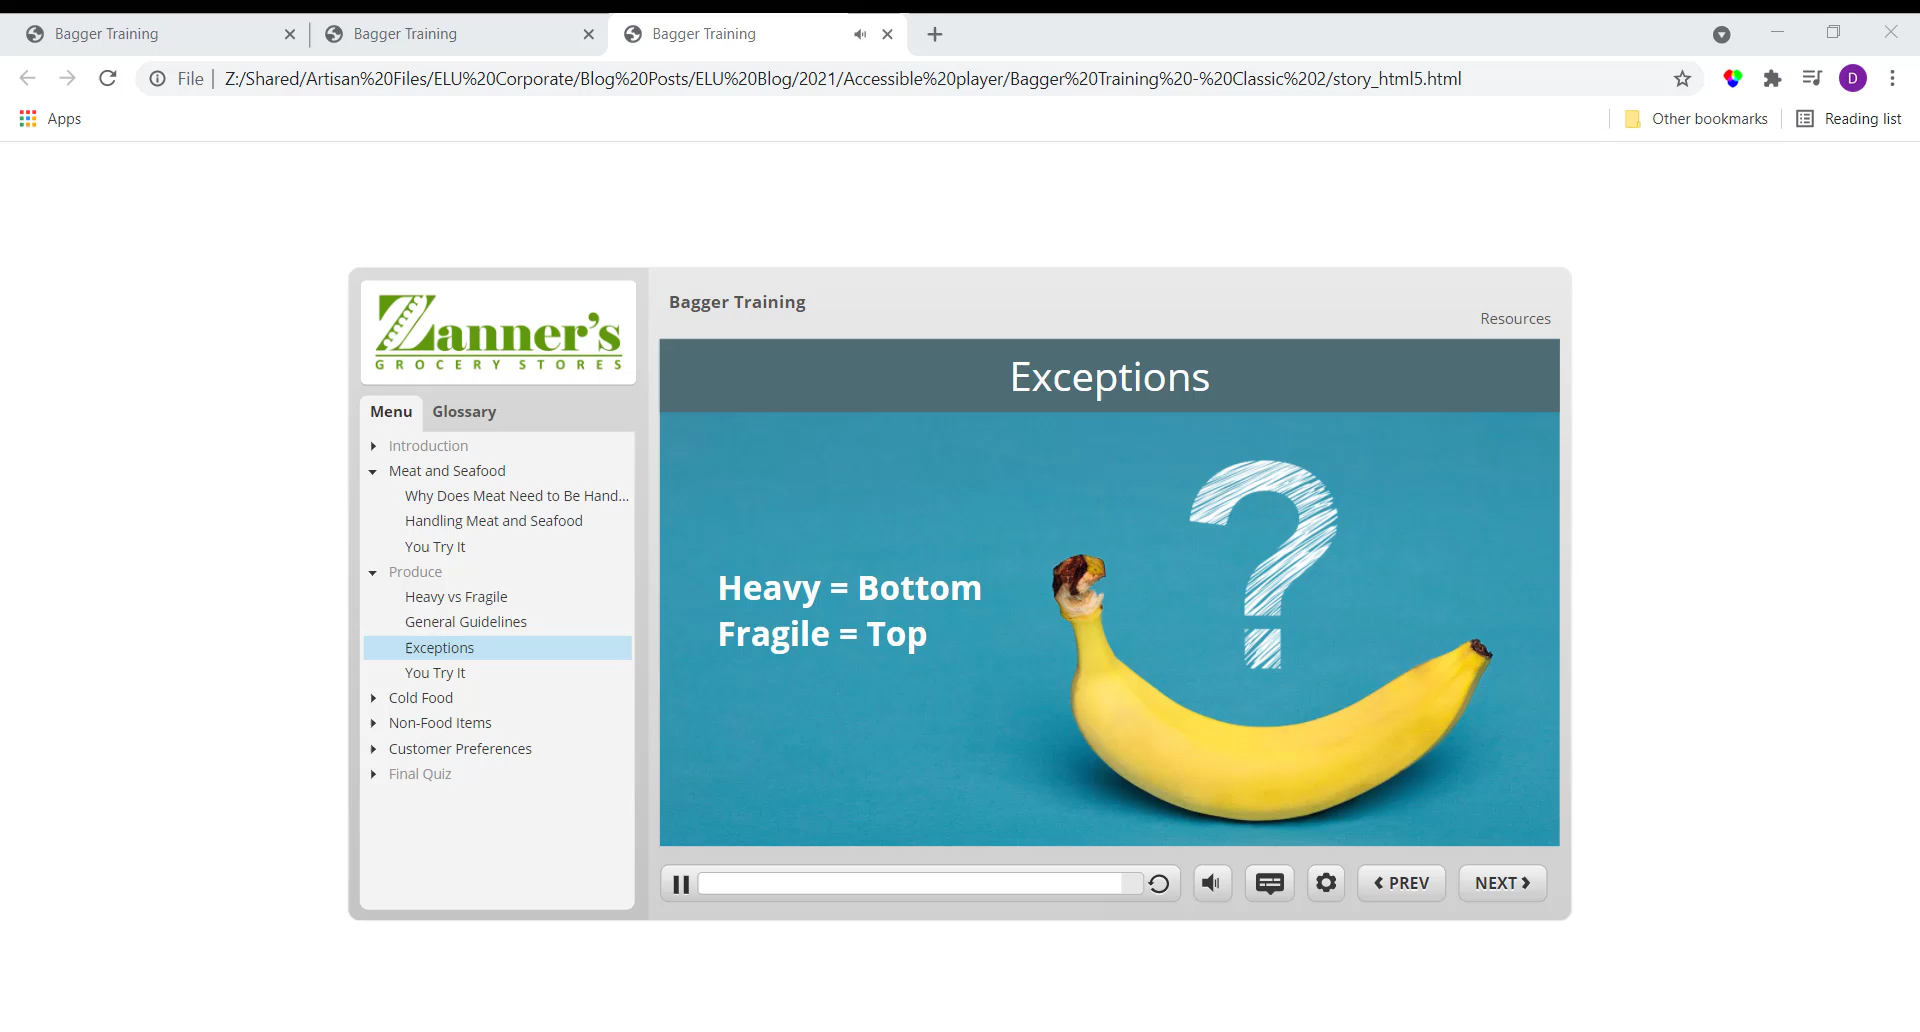 Bagger Training
Bagger Training
Bagger Training
File
Z:/Shared/Artisan%20Files/ELU%20Corporate/Blog%20Posts/ELU%20Blog/2021/Accessible%20player/Bagger%20Training%20-%20Classic%202/story_html5.html
D
Apps
Other bookmarks
Reading list
Zanner's
GROCERY STORES
Bagger Training
Resources
Menu
Glossary
Introduction
Meat and Seafood
Why Does Meat Need to Be Hand...
Handling Meat and Seafood
You Try It
Produce
Heavy vs Fragile
General Guidelines
Exceptions
You Try It
Cold Food
Non-Food Items
Customer Preferences
Final Quiz
Exceptions
?
Heavy = Bottom
Fragile = Top
PREV
NEXT